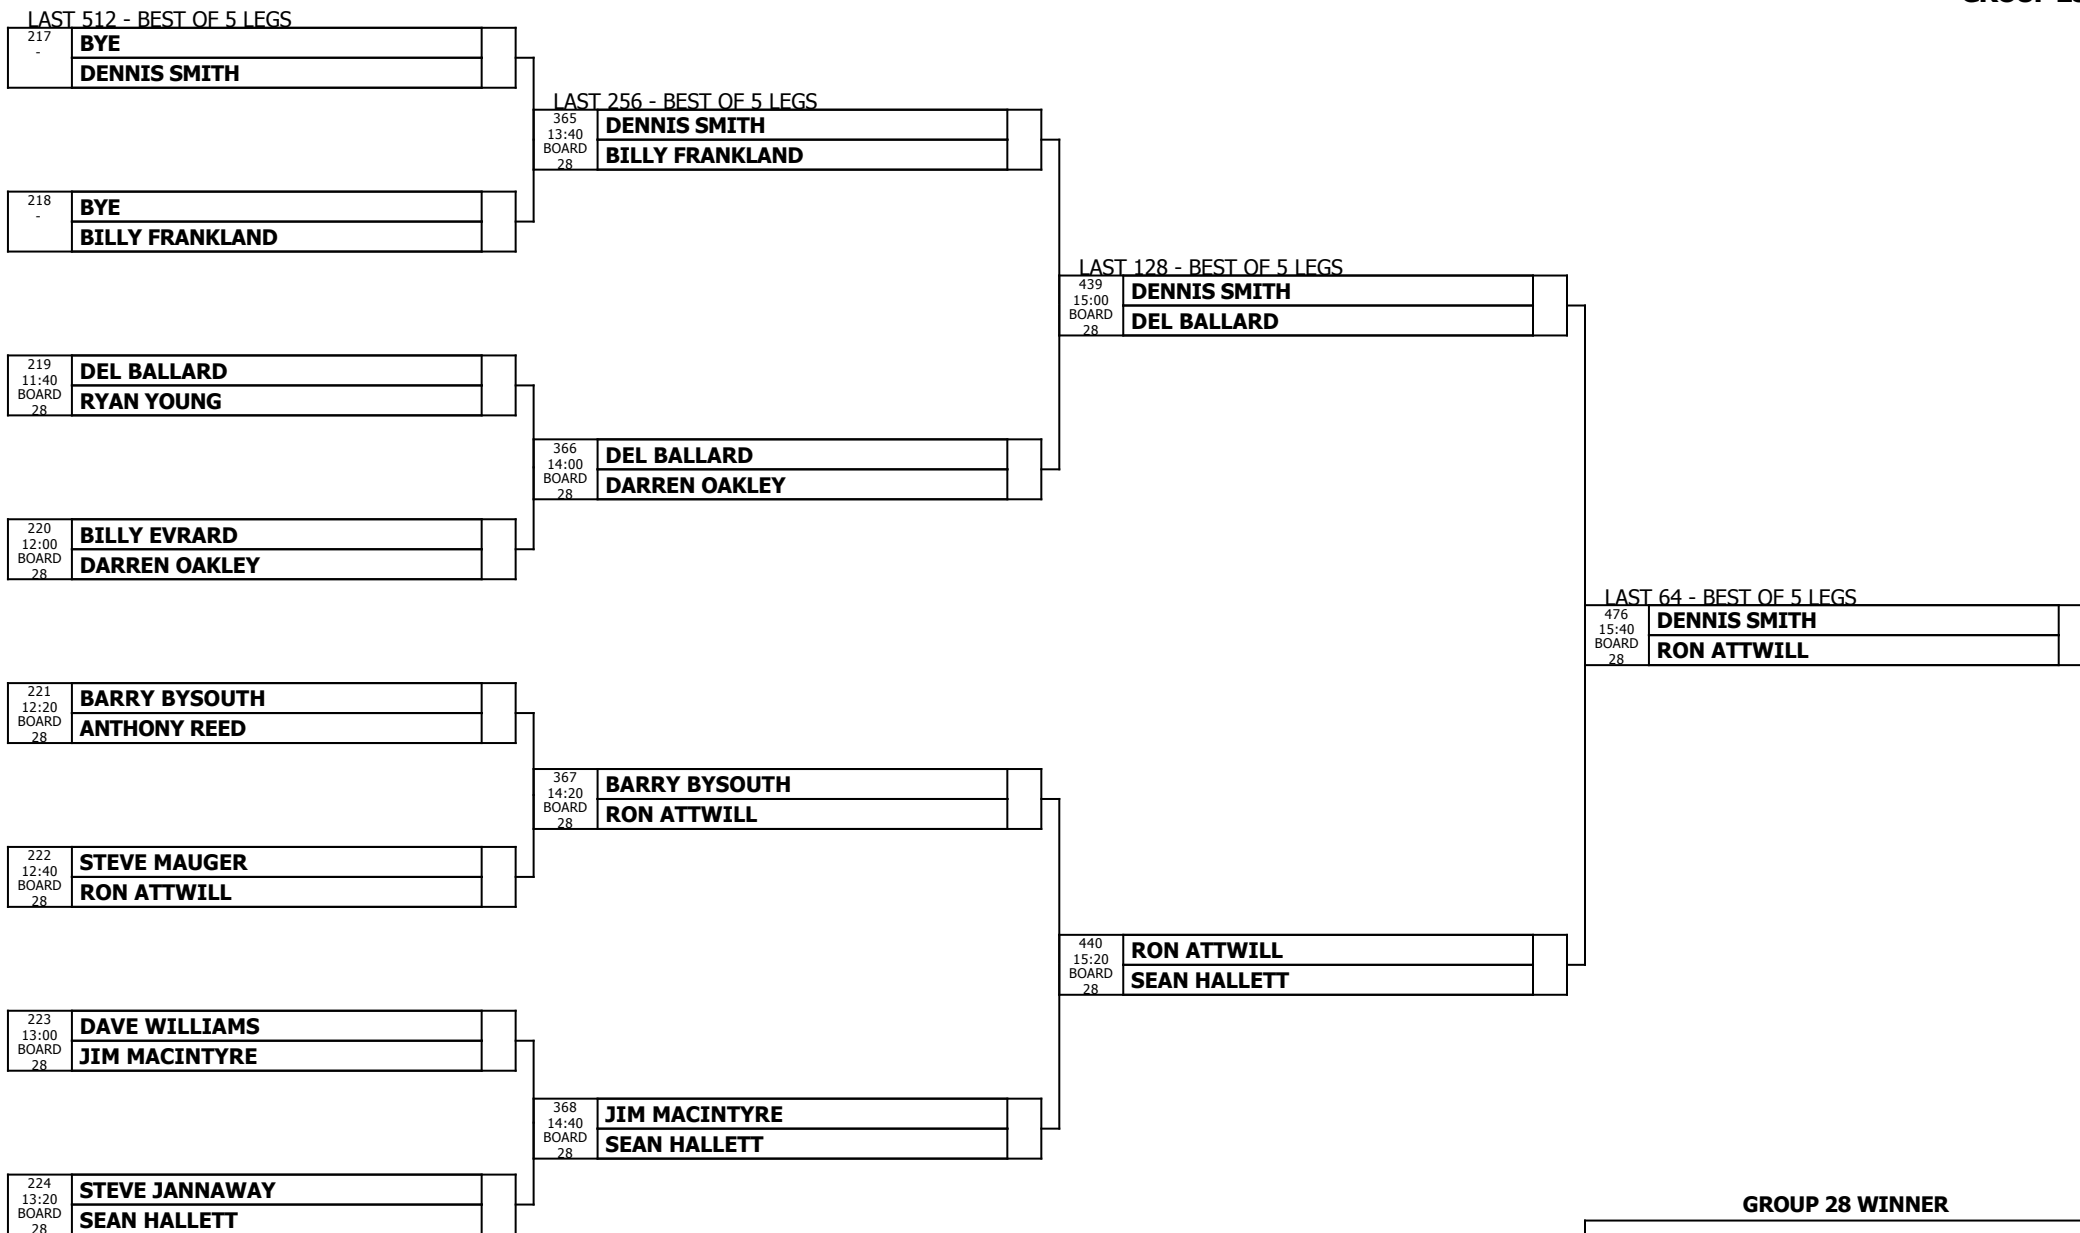 LAST 512 - BEST OF 5 LEGS
217
-
BYE
DENNIS SMITH
218
-
BYE
BILLY FRANKLAND
219
11:40
BOARD
28
DEL BALLARD
RYAN YOUNG
220
12:00
BOARD
28
BILLY EVRARD
DARREN OAKLEY
221
12:20
BOARD
28
BARRY BYSOUTH
ANTHONY REED
222
12:40
BOARD
28
STEVE MAUGER
RON ATTWILL
223
13:00
BOARD
28
DAVE WILLIAMS
JIM MACINTYRE
224
13:20
BOARD
28
STEVE JANNAWAY
SEAN HALLETT
LAST 256 - BEST OF 5 LEGS
365
13:40
BOARD
28
DENNIS SMITH
BILLY FRANKLAND
366
14:00
BOARD
28
DEL BALLARD
DARREN OAKLEY
367
14:20
BOARD
28
BARRY BYSOUTH
RON ATTWILL
368
14:40
BOARD
28
JIM MACINTYRE
SEAN HALLETT
LAST 128 - BEST OF 5 LEGS
439
15:00
BOARD
28
DENNIS SMITH
DEL BALLARD
440
15:20
BOARD
28
RON ATTWILL
SEAN HALLETT
LAST 64 - BEST OF 5 LEGS
476
15:40
BOARD
28
DENNIS SMITH
RON ATTWILL
GROUP 28 WINNER